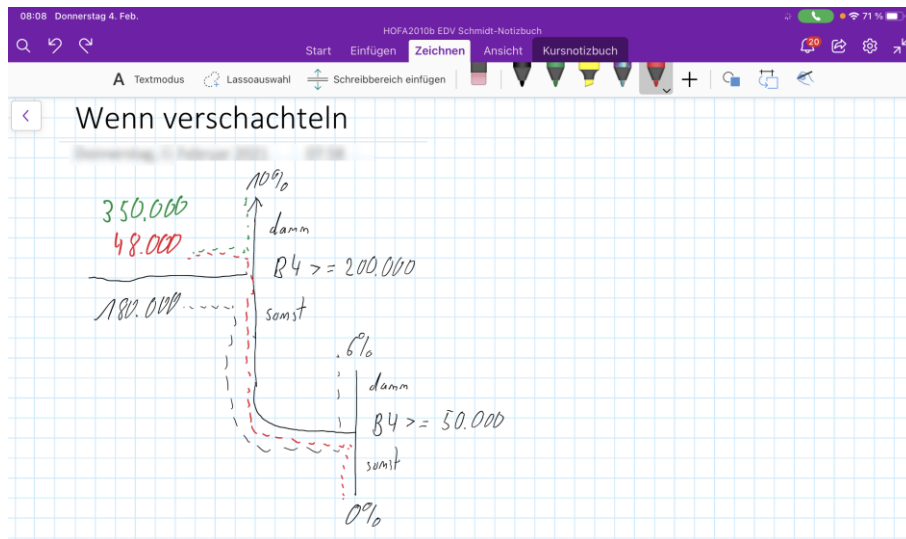 08:08 Donnerstag 4. Feb.
71 %
HOFA2010b EDV Schmidt-Notizbuch
Start Einfügen Zeichnen Ansicht Kursnotizbuch
20
A Textmodus Lassoauswahl Schreibbereich einfügen
Wenn verschachteln
10%
350.000
dann
48.000
B4 >= 200.000
180.000
sonst
6%
dann
B4 >= 50.000
sonst
0%